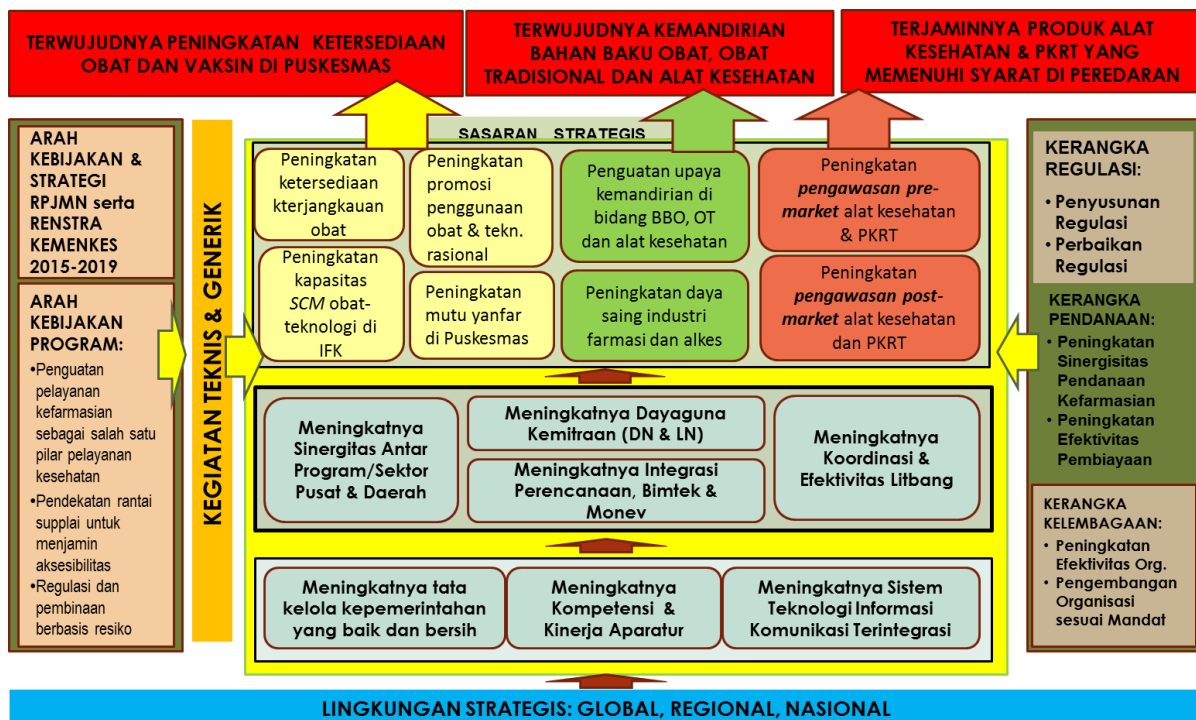 TERWUJUDNYA PENINGKATAN KETERSEDIAAN
OBAT DAN VAKSIN DI PUSKESMAS
TERWUJUDNYA KEMANDIRIAN
BAHAN BAKU OBAT, OBAT
TRADISIONAL DAN ALAT KESEHATAN
TERJAMINNYA PRODUK ALAT
KESEHATAN & PKRT YANG
MEMENUHI SYARAT DI PEREDARAN
ARAH
KEBIJAKAN &
STRATEGI
RPJMN serta
RENSTRA
KEMENKES
2015-2019
ARAH
KEBIJAKAN
PROGRAM:
•Penguatan
pelayanan
kefarmasian
sebagai salah satu
pilar pelayanan
kesehatan
•Pendekatan rantai
supplai untuk
menjamin
aksesibilitas
•Regulasi dan
pembinaan
berbasis resiko
KEGIATAN TEKNIS & GENERIK
SASARAN STRATEGIS
Peningkatan
ketersediaan
kterjangkauan
obat
Peningkatan
promosi
penggunaan
obat & tekn.
rasional
Penguatan upaya
kemandirian di
bidang BBO, OT
dan alat kesehatan
Peningkatan
pengawasan pre-
market alat kesehatan
& PKRT
Peningkatan
kapasitas
SCM obat-
teknologi di
IFK
Peningkatan
mutu yanfar
di Puskesmas
Peningkatan daya
saing industri
farmasi dan alkes
Peningkatan
pengawasan post-
market alat kesehatan
dan PKRT
Meningkatnya
Sinergitas Antar
Program/Sektor
Pusat & Daerah
Meningkatnya Dayaguna
Kemitraan (DN & LN)
Meningkatnya Integrasi
Perencanaan, Bimtek &
Monev
Meningkatnya
Koordinasi &
Efektivitas Litbang
Meningkatnya tata
kelola kepemerintahan
yang baik dan bersih
Meningkatnya
Kompetensi &
Kinerja Aparatur
Meningkatnya Sistem
Teknologi Informasi
Komunikasi Terintegrasi
KERANGKA
REGULASI:
• Penyusunan
Regulasi
• Perbaikan
Regulasi
KERANGKA
PENDANAAN:
• Peningkatan
Sinergisitas
Pendanaan
Kefarmasian
• Peningkatan
Efektivitas
Pembiayaan
KERANGKA
KELEMBAGAAN:
• Peningkatan
Efektivitas Org.
• Pengembangan
Organisasi
sesuai Mandat
LINGKUNGAN STRATEGIS: GLOBAL, REGIONAL, NASIONAL